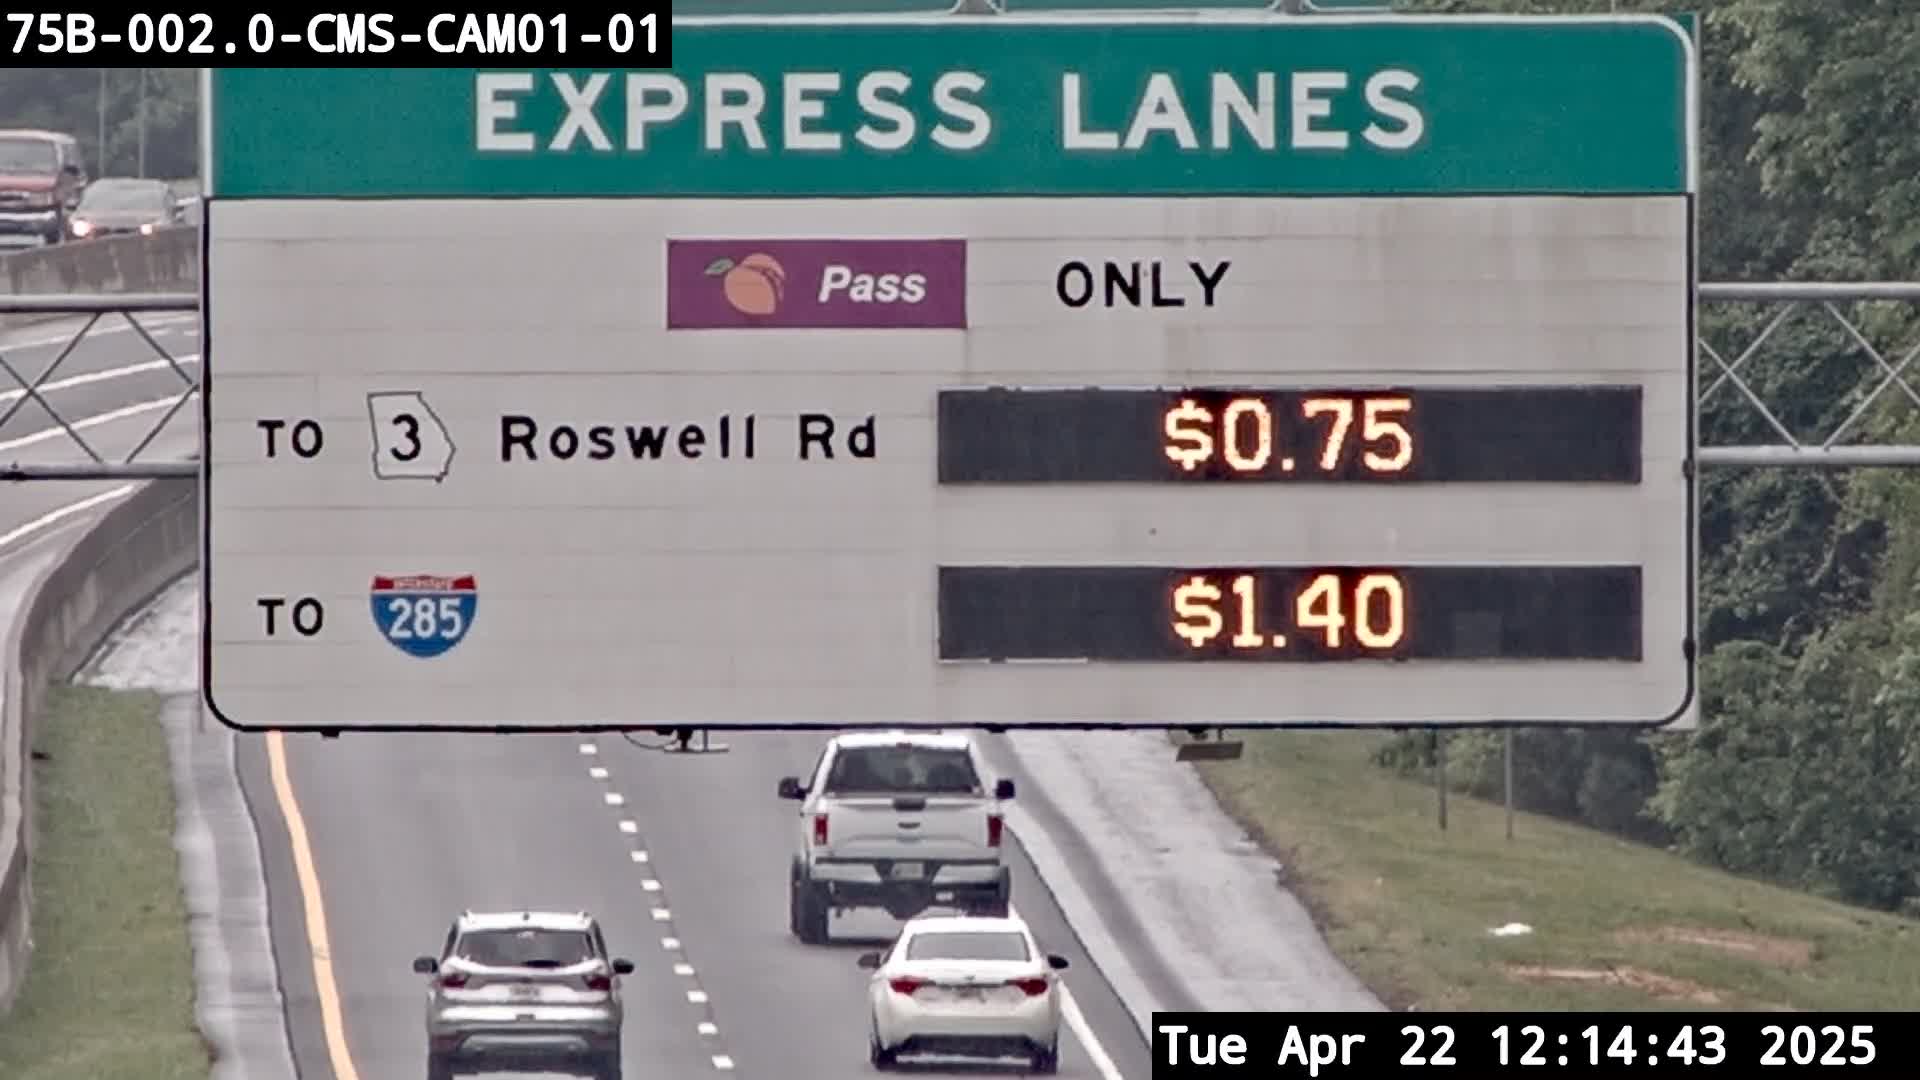 75B-002.0-CMS-CAM01-01
EXPRESS LANES
Pass ONLY
TO 3 Roswell Rd $0.75
INTERSTATE
TO 285 $1.40
Tue Apr 22 12:14:43 2025